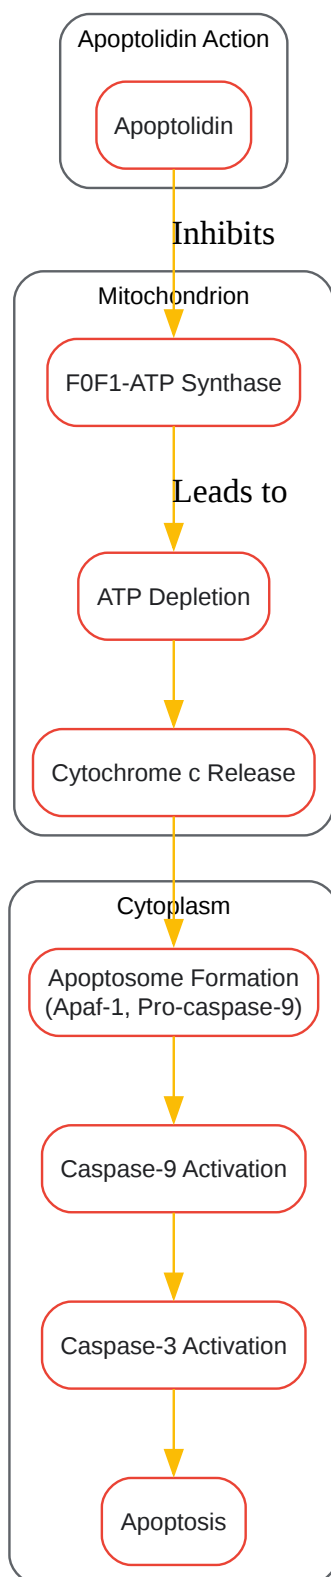 Apoptolidin Action
Apoptolidin
Inhibits
Mitochondrion
F0F1-ATP Synthase
Leads to
ATP Depletion
Cytochrome c Release
Cytoplasm
Apoptosome Formation
(Apaf-1, Pro-caspase-9)
Caspase-9 Activation
Caspase-3 Activation
Apoptosis